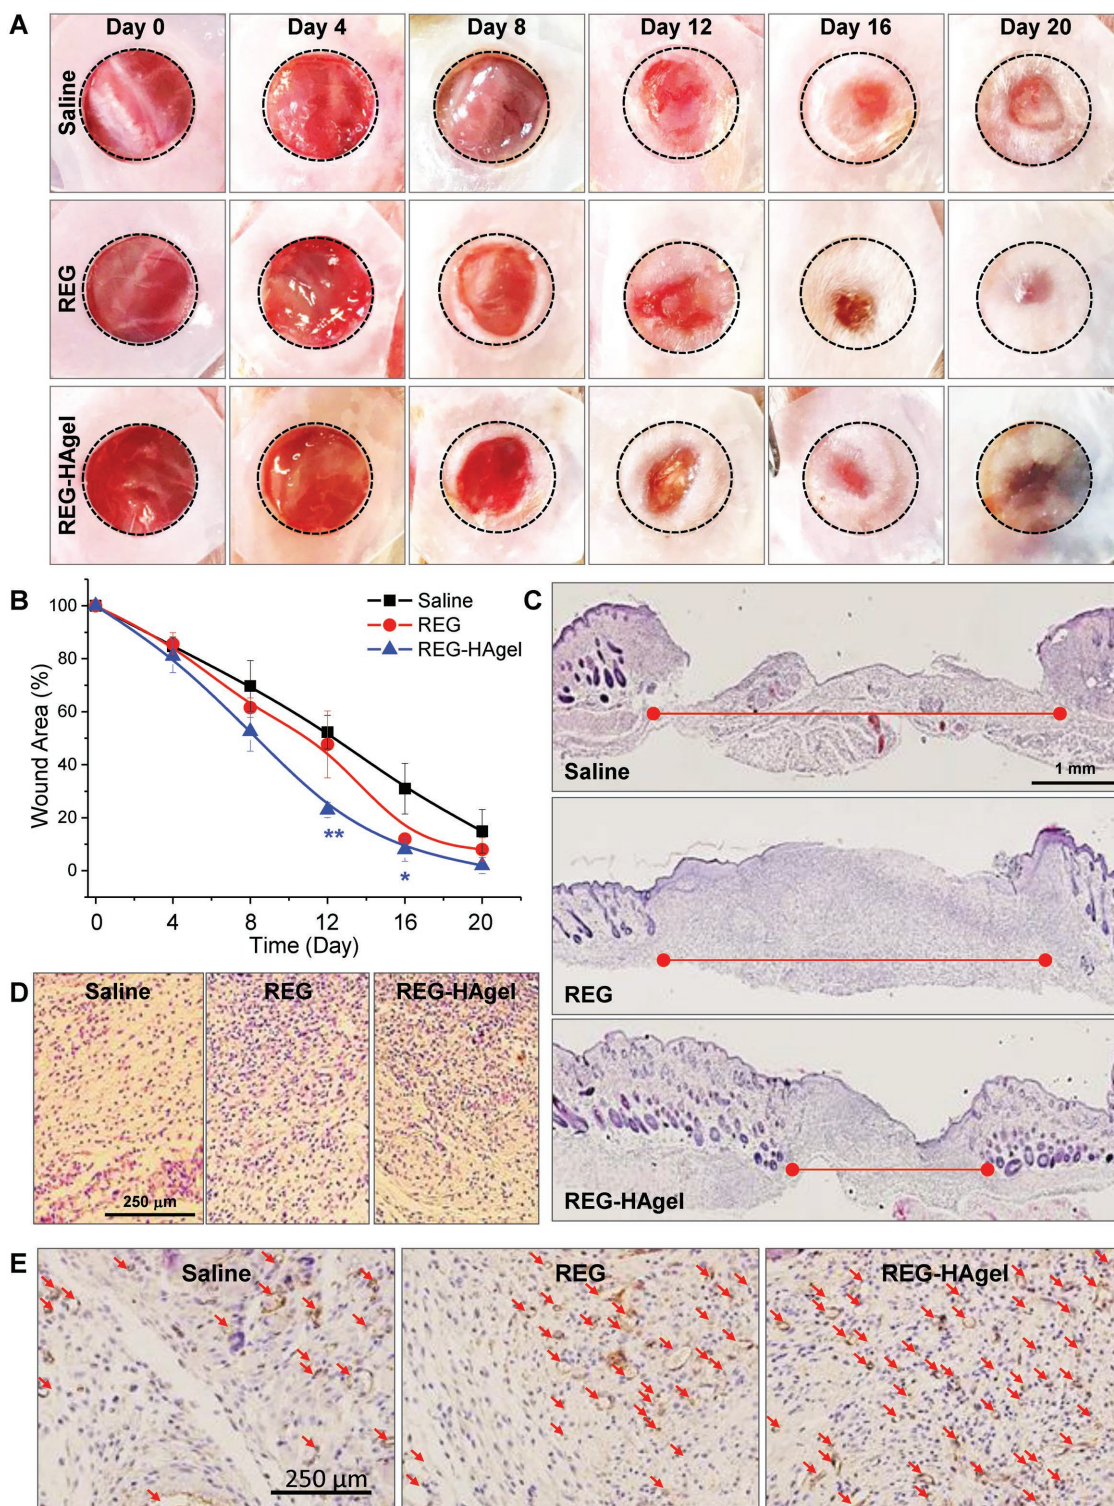 A
Day 0 Day 4 Day 8 Day 12 Day 16 Day 20
Saline
REG
REG-HAgel
B
Saline
REG
REG-HAgel
Wound Area (%)
100
80
60
40
20
0
**
*
0 4 8 12 16 20
Time (Day)
C
Saline
1 mm
REG
REG-HAgel
D
Saline REG REG-HAgel
250 µm
E
Saline REG REG-HAgel
250 µm